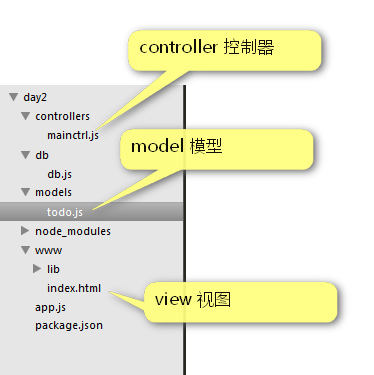 controller 控制器
day2
controllers
mainctrl.js
model 模型
db
db.js
models
todo.js
node_modules
www
lib
index.html
view 视图
app.js
package.json